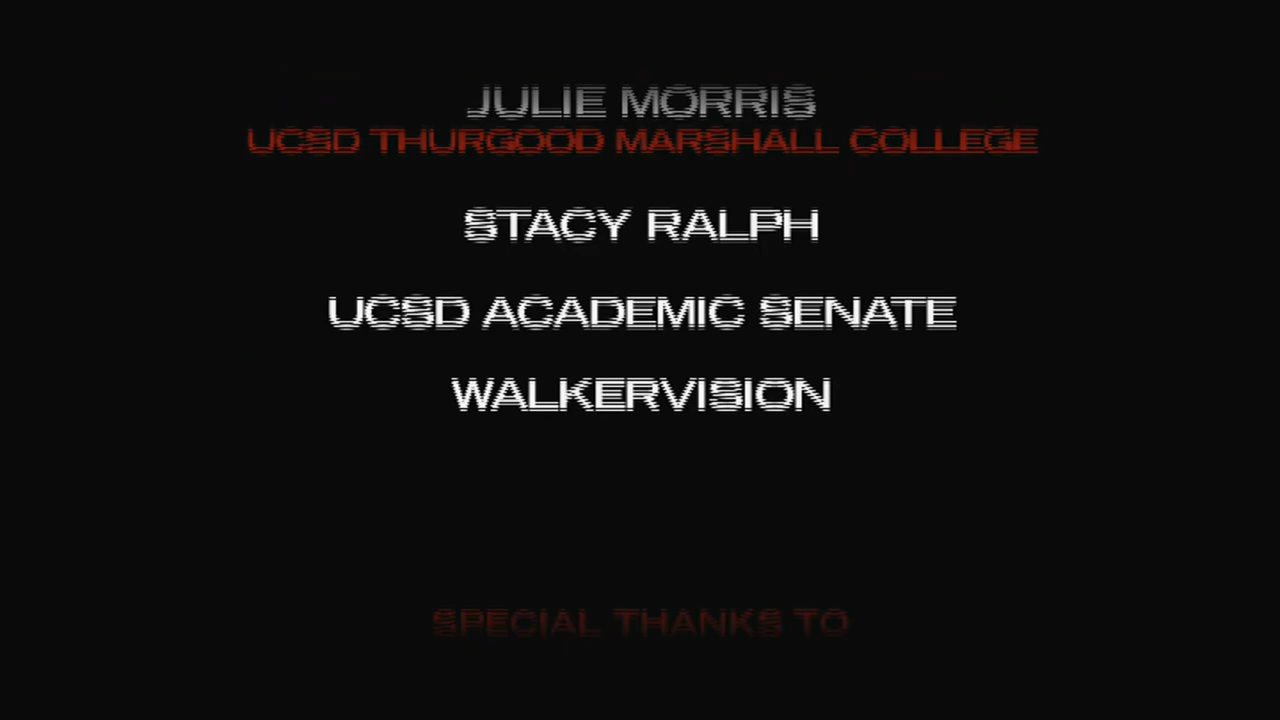 JULIE MORRIS
UCSD THURGOOD MARSHALL COLLEGE
STACY RALPH
UCSD ACADEMIC SENATE
WALKERVISION
SPECIAL THANKS TO